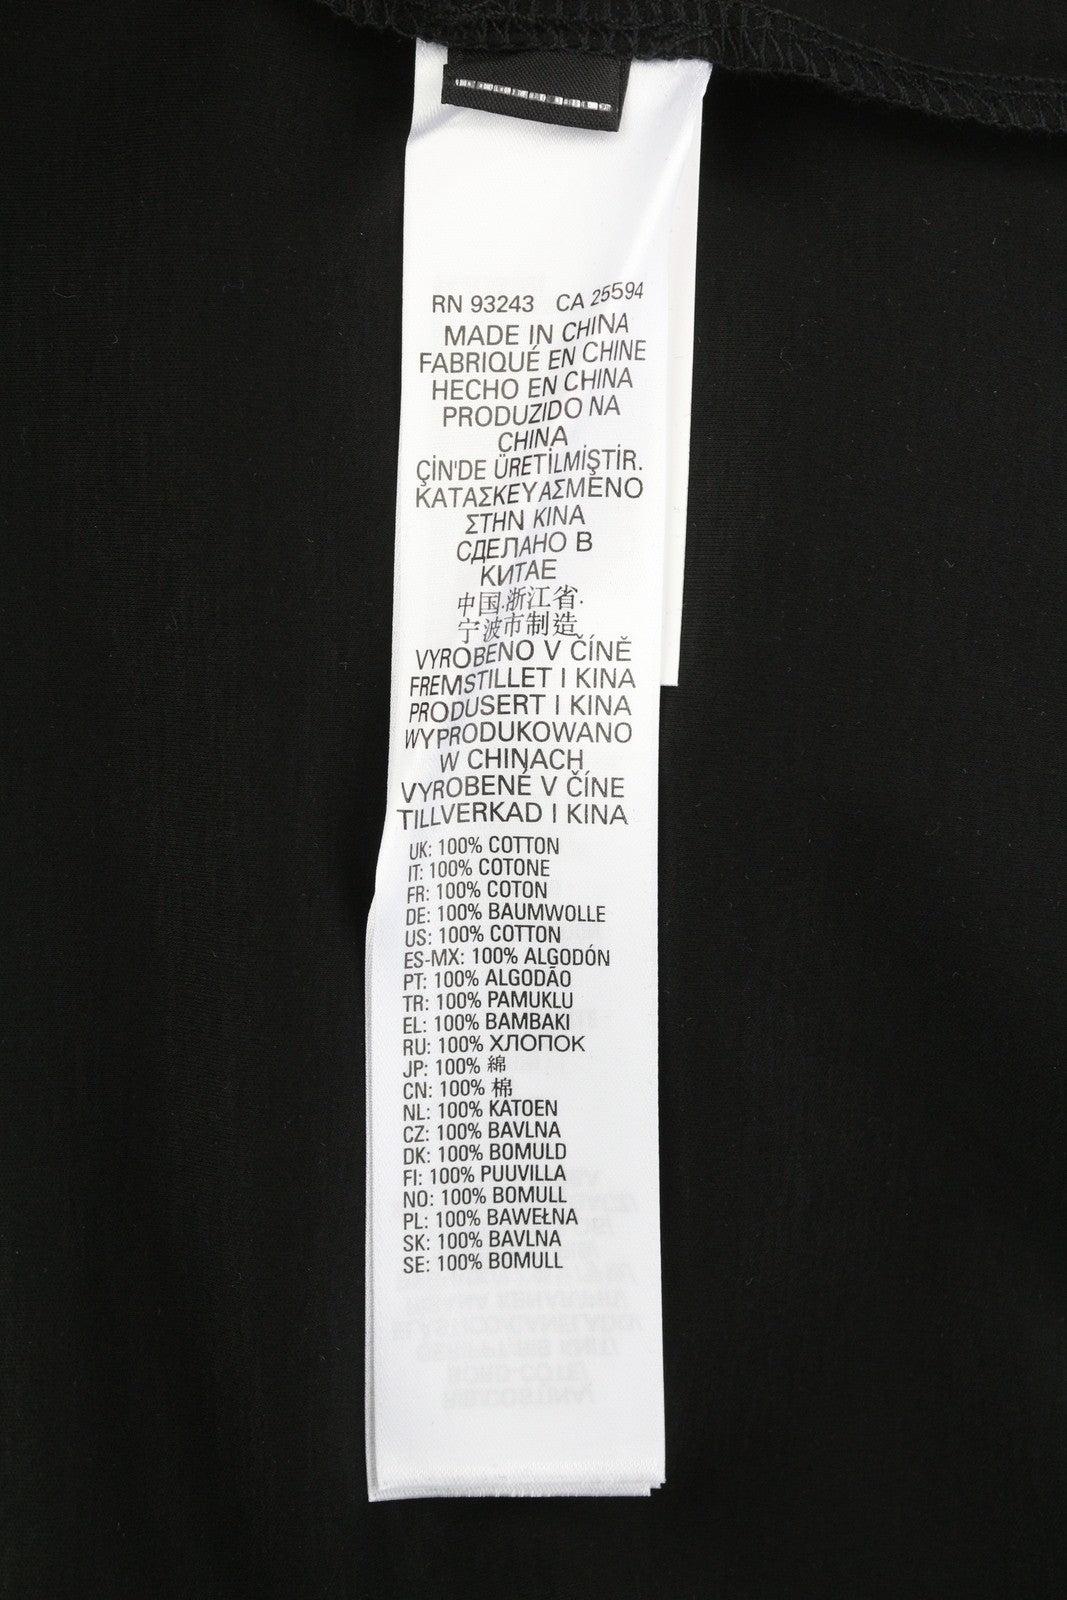 RN 93243 CA 25594
MADE IN CHINA
FABRIQUÉ EN CHINE
HECHO EN CHINA
PRODUZIDO NA
CHINA
ÇİN'DE ÜRETİLMİŞTİR.
ΚΑΤΑΣΚΕΥΑΣΜΕΝΟ
ΣΤΗΝ ΚΙΝΑ
СДЕЛАНО В
КИТАЕ
中国.浙江省.
宁波市制造
VYROBENO V ČÍNĚ
FREMSTILLET I KINA
PRODUSERT I KINA
WYPRODUKOWANO
W CHINACH
VYROBENÉ V ČÍNE
TILLVERKAD I KINA
UK: 100% COTTON
IT: 100% COTONE
FR: 100% COTON
DE: 100% BAUMWOLLE
US: 100% COTTON
ES-MX: 100% ALGODÓN
PT: 100% ALGODÃO
TR: 100% PAMUKLU
EL: 100% ΒΑΜΒΑΚΙ
RU: 100% ХЛОПОК
JP: 100% 綿
CN: 100% 棉
NL: 100% KATOEN
CZ: 100% BAVLNA
DK: 100% BOMULD
FI: 100% PUUVILLA
NO: 100% BOMULL
PL: 100% BAWEŁNA
SK: 100% BAVLNA
SE: 100% BOMULL